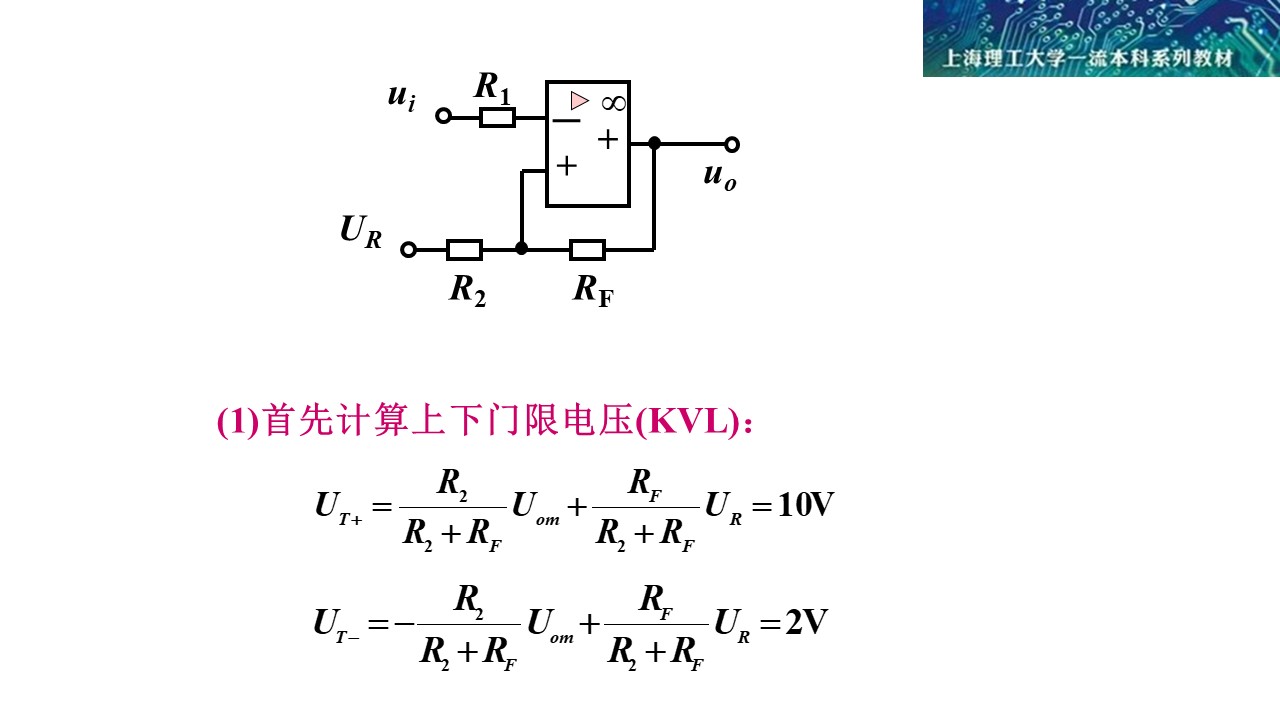 上海理工大学一流本科系列教材
u_i R_1 ▷ ∞
− +
+
u_o
U_R
R_2 R_F
(1)首先计算上下门限电压(KVL)：
U_{T+} = \frac{R_2}{R_2 + R_F} U_{om} + \frac{R_F}{R_2 + R_F} U_R = 10V
U_{T−} = −\frac{R_2}{R_2 + R_F} U_{om} + \frac{R_F}{R_2 + R_F} U_R = 2V